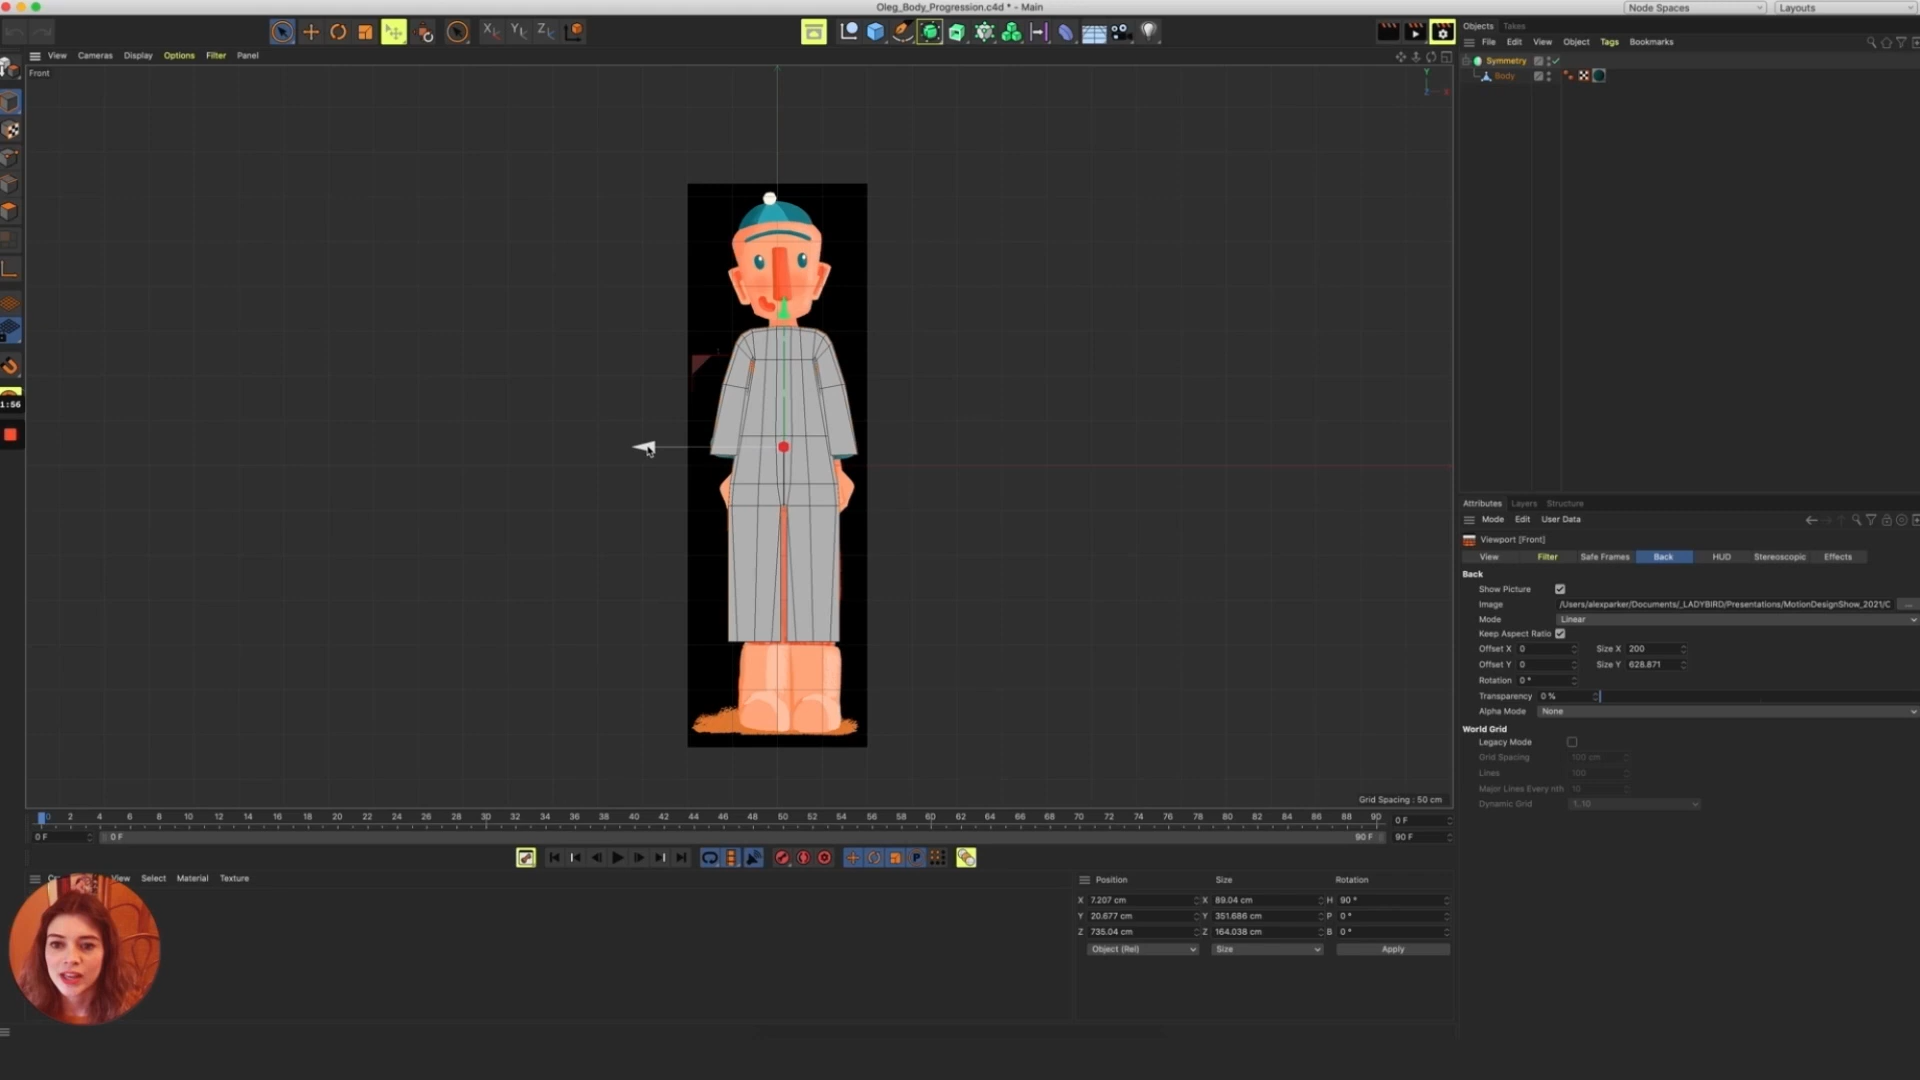 Oleg_Body_Progression.c4d * - Main
Node Spaces
Layouts
View Cameras Display Options Filter Panel
Front
Y
X
Z
Grid Spacing : 50 cm
1:56
Objects Takes
File Edit View Object Tags Bookmarks
Symmetry
Body
Attributes Layers Structure
Mode Edit User Data
Viewport [Front]
View Filter Safe Frames Back HUD Stereoscopic Effects
Back
Show Picture
Image /Users/alexparker/Documents/_LADYBIRD/Presentations/MotionDesignShow_2021/C ...
Mode Linear
Keep Aspect Ratio
Offset X 0 Size X 200
Offset Y 0 Size Y 628.871
Rotation 0 °
Transparency 0 %
Alpha Mode None
World Grid
Legacy Mode
Grid Spacing 100 cm
Lines 100
Major Lines Every nth 10
Dynamic Grid 1..10
0 2 4 6 8 10 12 14 16 18 20 22 24 26 28 30 32 34 36 38 40 42 44 46 48 50 52 54 56 58 60 62 64 66 68 70 72 74 76 78 80 82 84 86 88 90
0 F
0 F 0 F 90 F 90 F
View Select Material Texture
Position Size Rotation
X 7.207 cm X 89.04 cm H 90 °
Y 20.677 cm Y 351.686 cm P 0 °
Z 735.04 cm Z 164.038 cm B 0 °
Object (Rel) Size Apply